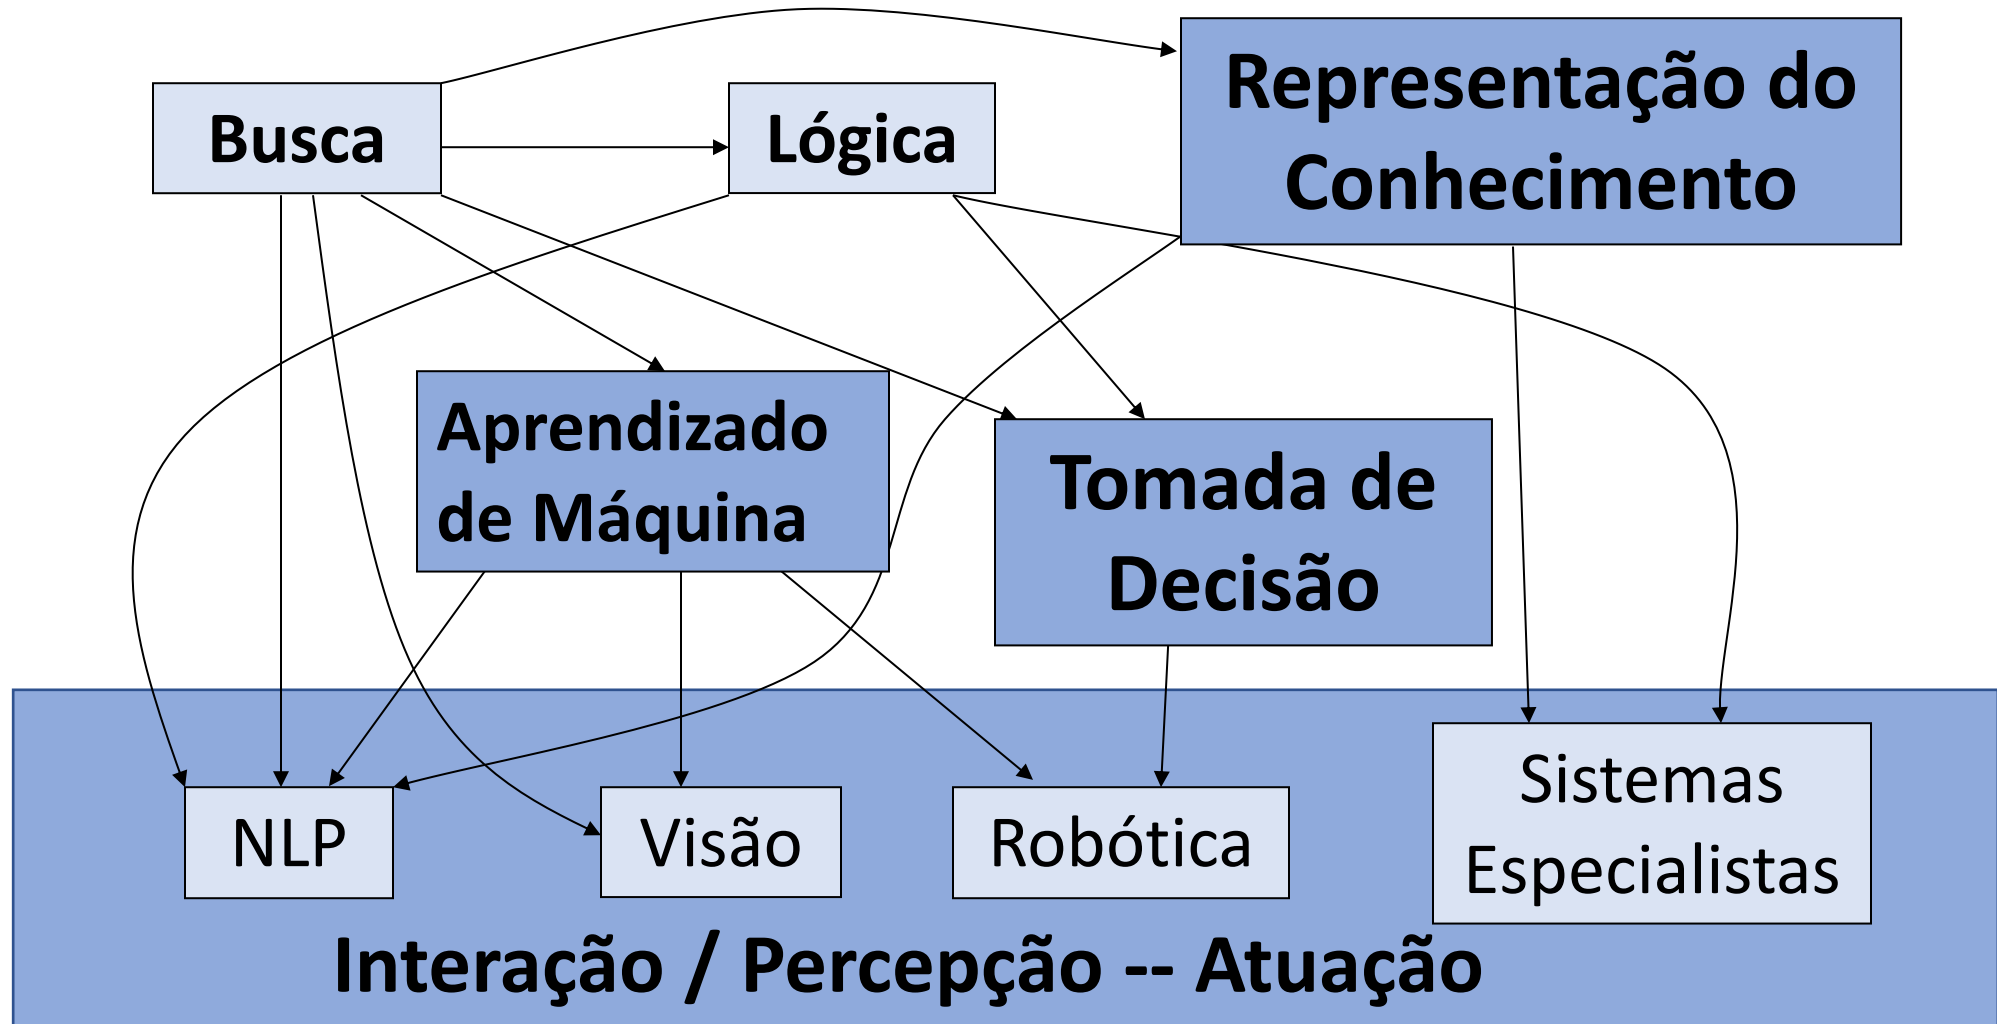 Busca
Lógica
Representação do
Conhecimento
Aprendizado
de Máquina
Tomada de
Decisão
NLP
Visão
Robótica
Sistemas
Especialistas
Interação / Percepção -- Atuação